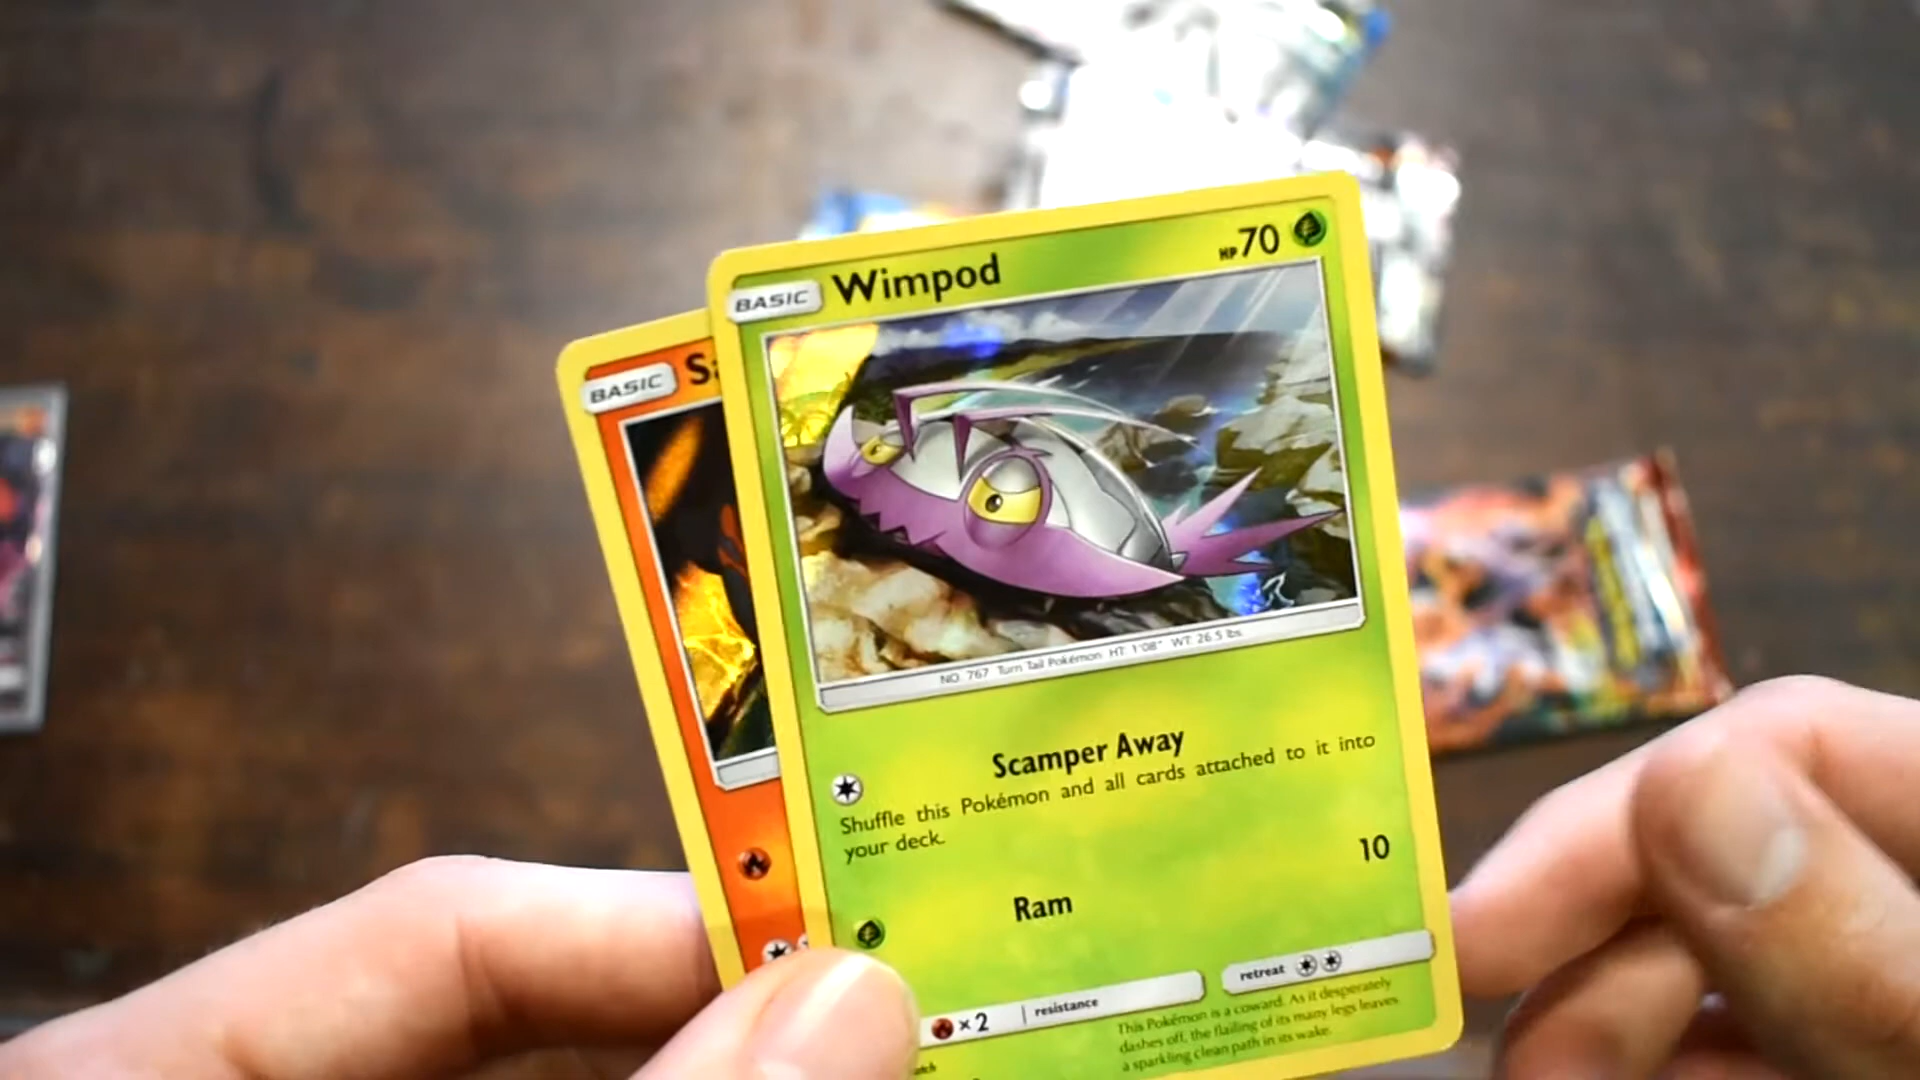 BASIC Wimpod HP 70
BASIC
NO. 767 Turn Tail Pokémon HT: 1'08" WT: 26.5 lbs.
Scamper Away
Shuffle this Pokémon and all cards attached to it into
your deck.
Ram 10
×2 resistance
retreat
This Pokémon is a coward. As it desperately
dashes off, the flailing of its many legs leaves
a sparkling clean path in its wake.